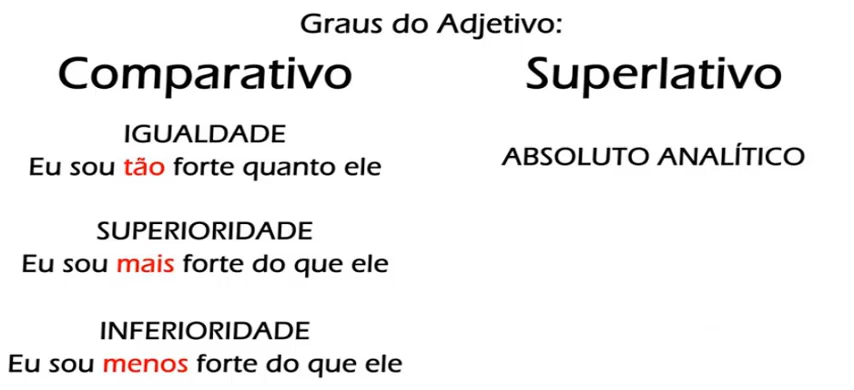 Graus do Adjetivo:
Comparativo
IGUALDADE
Eu sou tão forte quanto ele
SUPERIORIDADE
Eu sou mais forte do que ele
INFERIORIDADE
Eu sou menos forte do que ele
Superlativo
ABSOLUTO ANALÍTICO